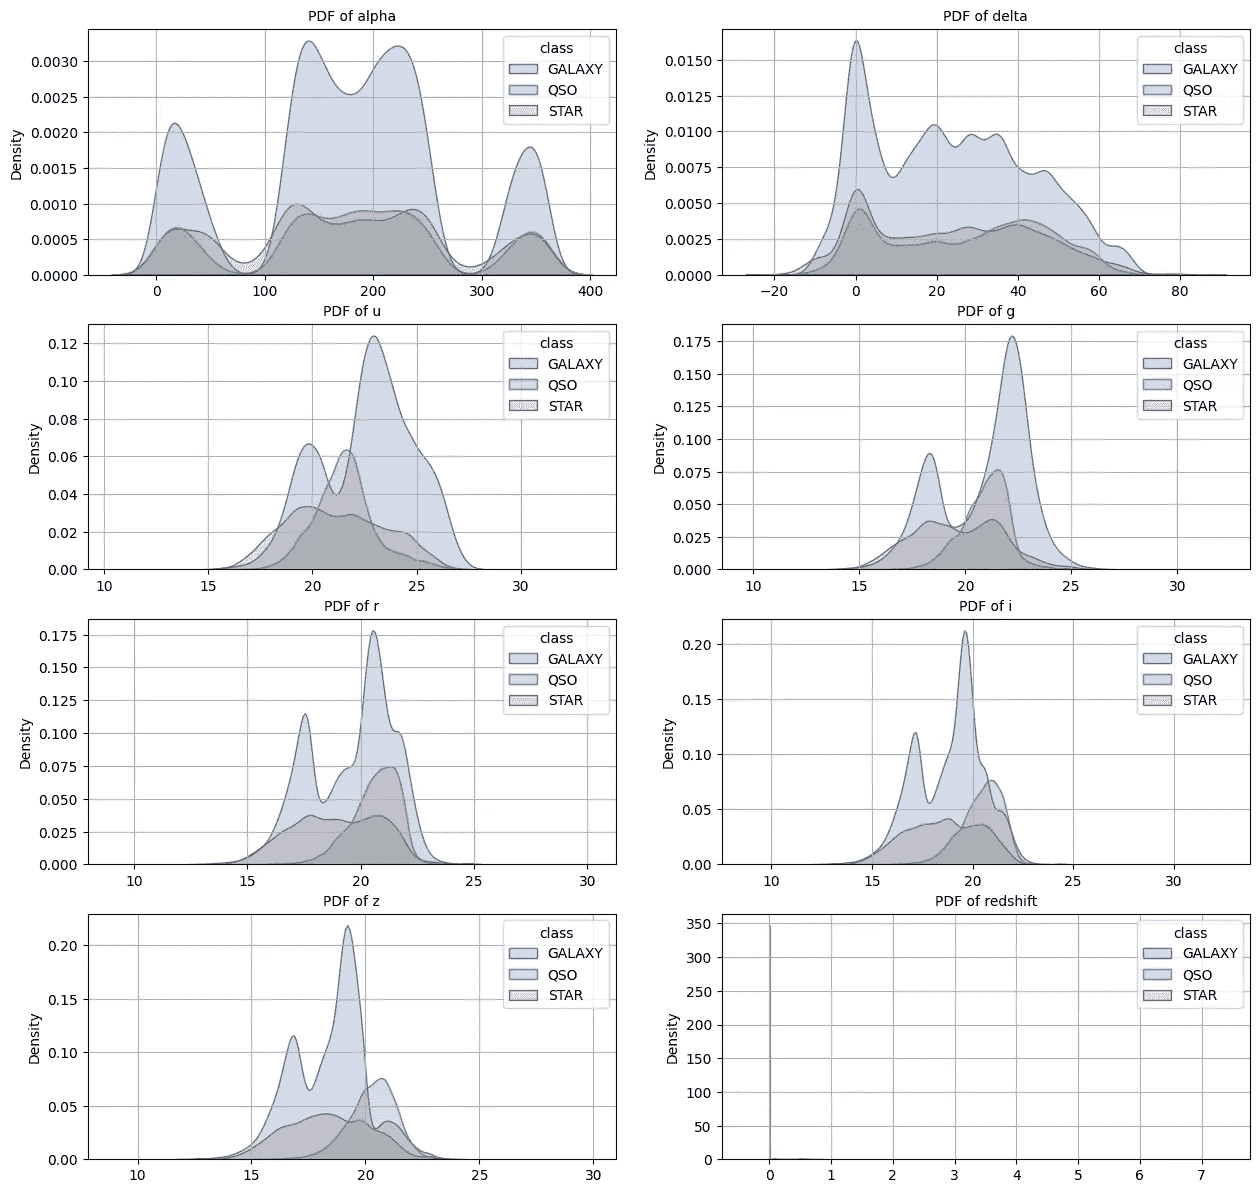 PDF of alpha
Density
0.0030
0.0025
0.0020
0.0015
0.0010
0.0005
0.0000
0 100 200 300 400
class
GALAXY
QSO
STAR
PDF of delta
Density
0.0150
0.0125
0.0100
0.0075
0.0050
0.0025
0.0000
−20 0 20 40 60 80
class
GALAXY
QSO
STAR
PDF of u
Density
0.12
0.10
0.08
0.06
0.04
0.02
0.00
10 15 20 25 30
class
GALAXY
QSO
STAR
PDF of g
Density
0.175
0.150
0.125
0.100
0.075
0.050
0.025
0.000
10 15 20 25 30
class
GALAXY
QSO
STAR
PDF of r
Density
0.175
0.150
0.125
0.100
0.075
0.050
0.025
0.000
10 15 20 25 30
class
GALAXY
QSO
STAR
PDF of i
Density
0.20
0.15
0.10
0.05
0.00
10 15 20 25 30
class
GALAXY
QSO
STAR
PDF of z
Density
0.20
0.15
0.10
0.05
0.00
10 15 20 25 30
class
GALAXY
QSO
STAR
PDF of redshift
Density
350
300
250
200
150
100
50
0
0 1 2 3 4 5 6 7
class
GALAXY
QSO
STAR